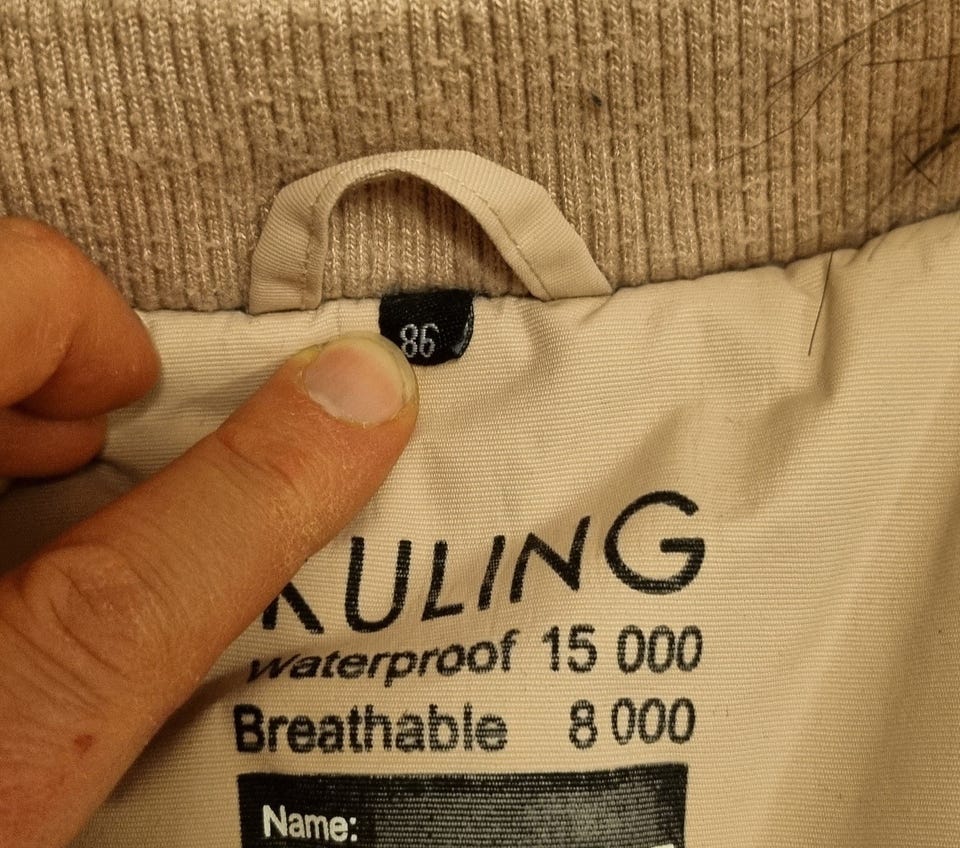 86
KULING
Waterproof 15 000
Breathable 8 000
Name: